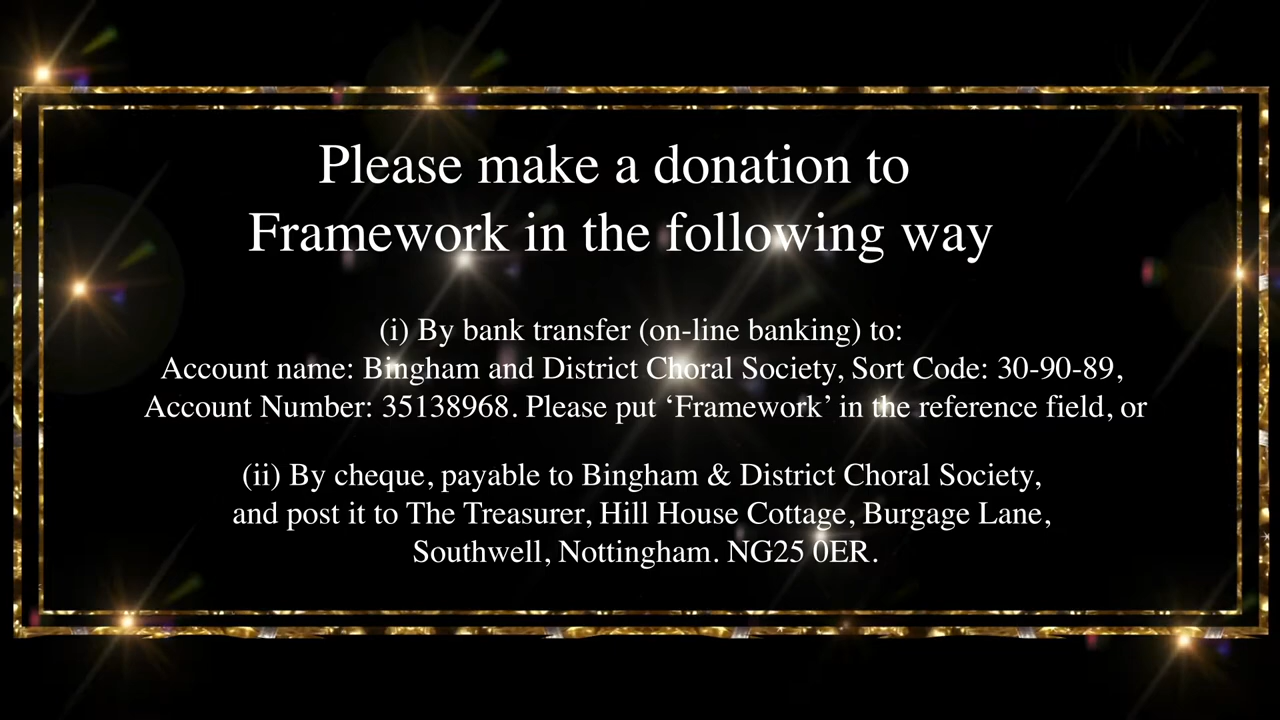 Please make a donation to
Framework in the following way
(i) By bank transfer (on-line banking) to:
Account name: Bingham and District Choral Society, Sort Code: 30-90-89,
Account Number: 35138968. Please put ‘Framework’ in the reference field, or
(ii) By cheque, payable to Bingham & District Choral Society,
and post it to The Treasurer, Hill House Cottage, Burgage Lane,
Southwell, Nottingham. NG25 0ER.